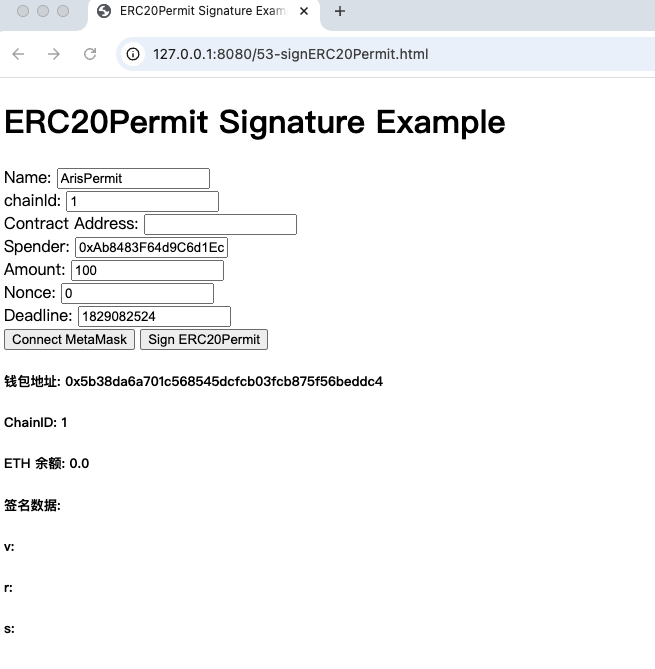 ERC20Permit Signature Exam
127.0.0.1:8080/53-signERC20Permit.html
ERC20Permit Signature Example
Name: ArisPermit
chainId: 1
Contract Address:
Spender: 0xAb8483F64d9C6d1Ec
Amount: 100
Nonce: 0
Deadline: 1829082524
Connect MetaMask Sign ERC20Permit
钱包地址: 0x5b38da6a701c568545dcfcb03fcb875f56beddc4
ChainID: 1
ETH 余额: 0.0
签名数据:
v:
r:
s: